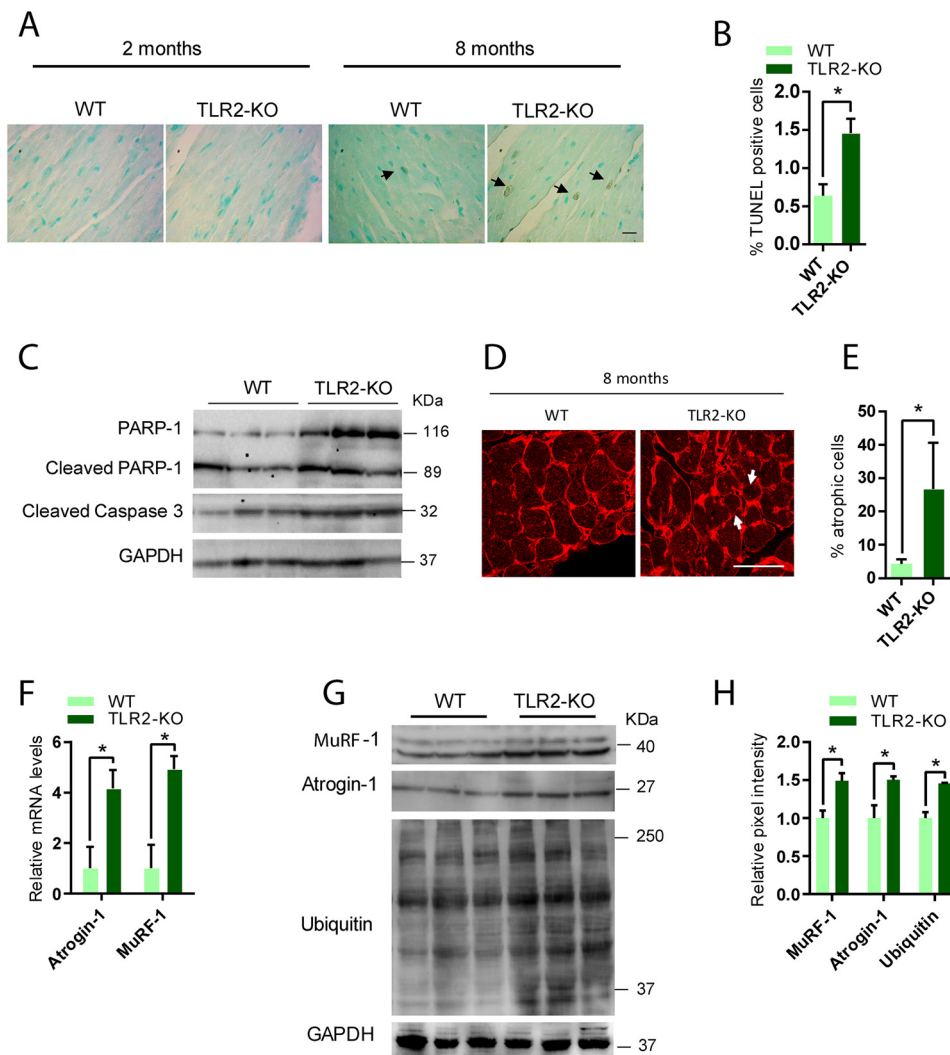 A
2 months
8 months
WT
TLR2-KO
WT
TLR2-KO
B
WT
TLR2-KO
% TUNEL positive cells
2.0
1.5
1.0
0.5
0.0
*
WT
TLR2-KO
C
WT
TLR2-KO
KDa
PARP-1
116
Cleaved PARP-1
89
Cleaved Caspase 3
32
GAPDH
37
D
8 months
WT
TLR2-KO
E
% atrophic cells
50
40
30
20
10
0
*
WT
TLR2-KO
F
WT
TLR2-KO
Relative mRNA levels
6
4
2
0
*
*
Atrogin-1
MuRF-1
G
WT
TLR2-KO
KDa
MuRF-1
40
Atrogin-1
27
250
Ubiquitin
37
GAPDH
37
H
WT
TLR2-KO
Relative pixel intensity
2.0
1.5
1.0
0.5
0.0
*
*
*
MuRF-1
Atrogin-1
Ubiquitin